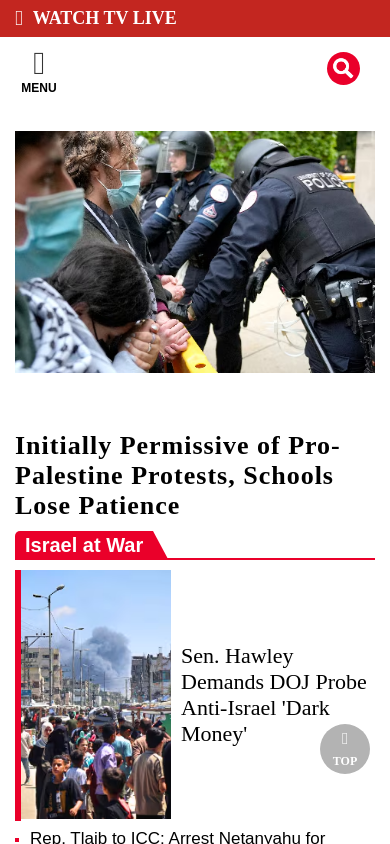 WATCH TV LIVE
MENU
POLICE
Initially Permissive of Pro-
Palestine Protests, Schools
Lose Patience
Israel at War
Sen. Hawley
Demands DOJ Probe
Anti-Israel 'Dark
Money'
TOP
Rep. Tlaib to ICC: Arrest Netanyahu for